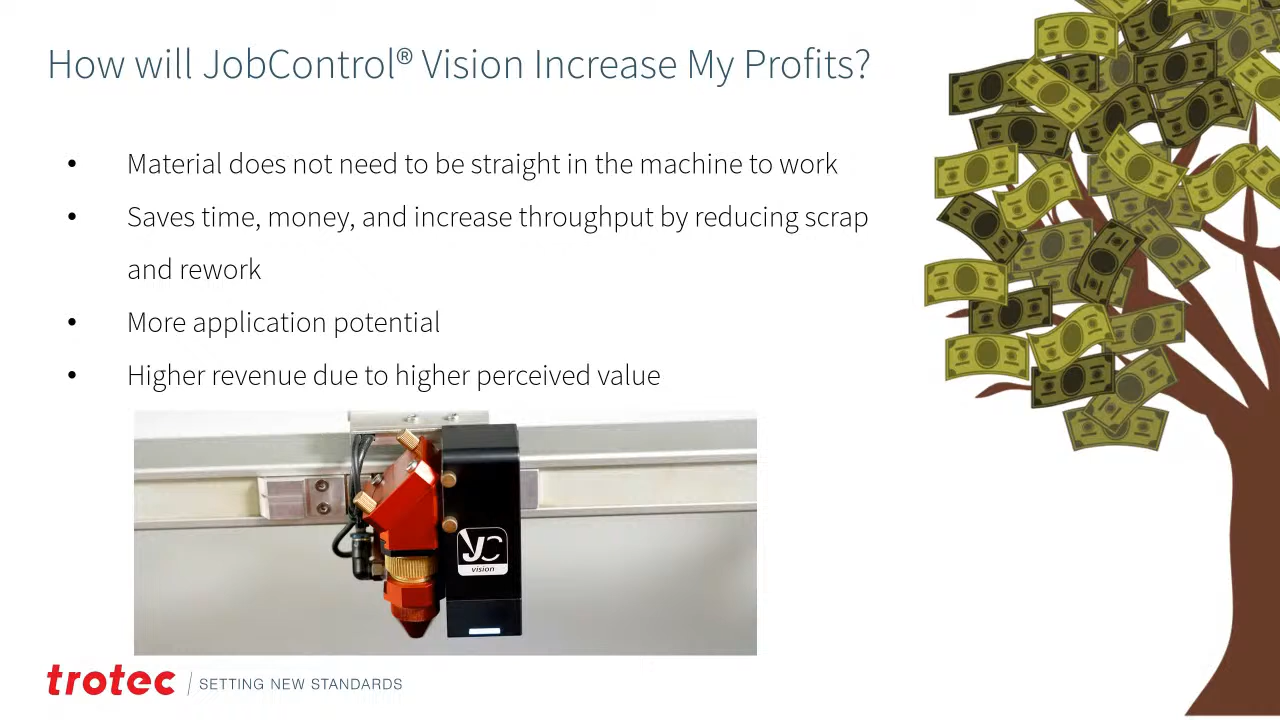 How will JobControl® Vision Increase My Profits?
• Material does not need to be straight in the machine to work
• Saves time, money, and increase throughput by reducing scrap
and rework
• More application potential
• Higher revenue due to higher perceived value
JC
vision
trotec / SETTING NEW STANDARDS